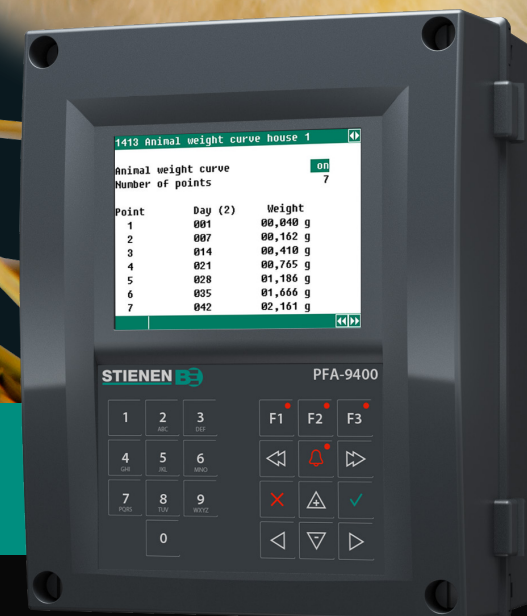 1413 Animal weight curve house 1
Animal weight curve on
Number of points 7
Point Day (2) Weight
1 001 00,040 g
2 007 00,162 g
3 014 00,410 g
4 021 00,765 g
5 028 01,186 g
6 035 01,666 g
7 042 02,161 g
STIENEN BE PFA-9400
1 2 ABC 3 DEF F1 F2 F3
4 GHI 5 JKL 6 MNO
7 PQRS 8 TUV 9 WXYZ
0